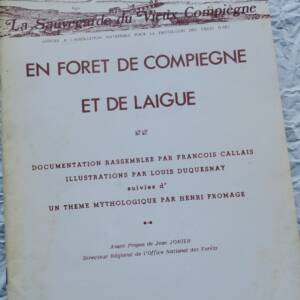 La Sauvegarde du Vieux Compiègne
EN FORET DE COMPIEGNE
ET DE LAIGUE
DOCUMENTATION RASSEMBLEE PAR FRANCOIS CALLAIS
ILLUSTRATIONS PAR LOUIS DUQUESNAY
suivies d'
UN THEME MYTHOLOGIQUE PAR HENRI FROMAGE
Avant Propos de Jean JONIER
Directeur Régional de l'Office National des Forêts